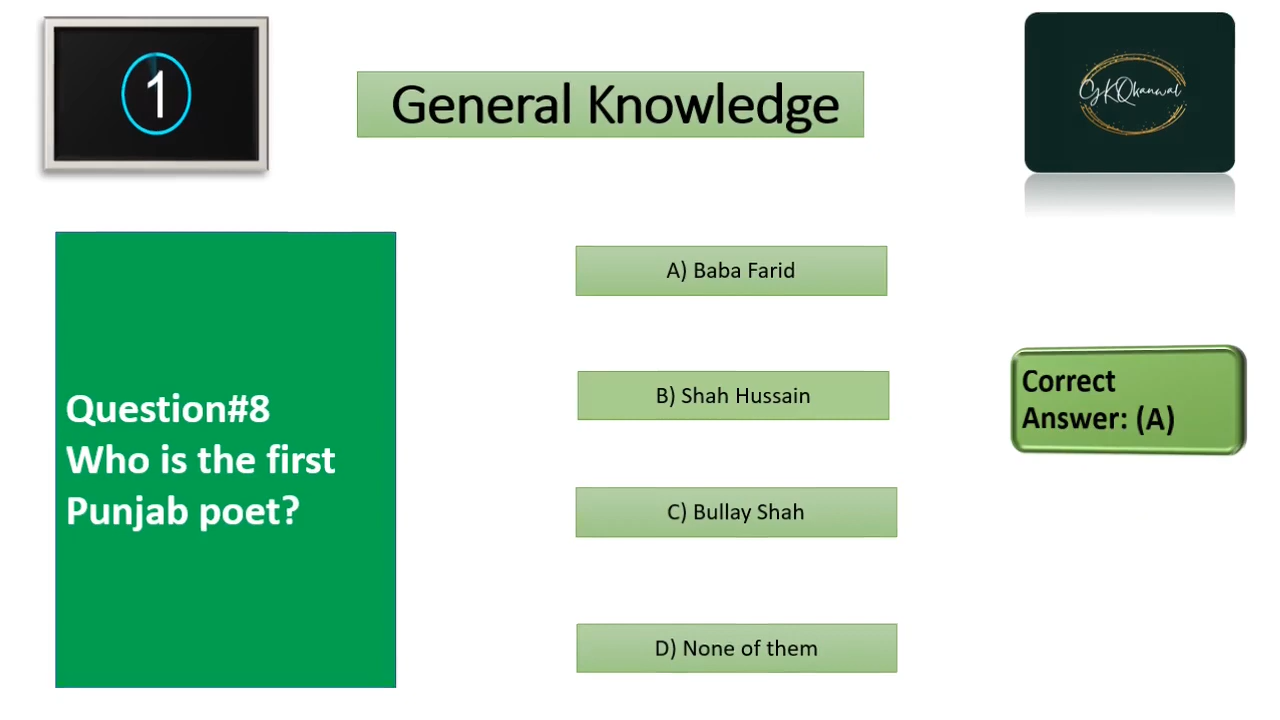 1
General Knowledge
GKQkanwal
Question#8
Who is the first
Punjab poet?
A) Baba Farid
B) Shah Hussain
C) Bullay Shah
D) None of them
Correct
Answer: (A)